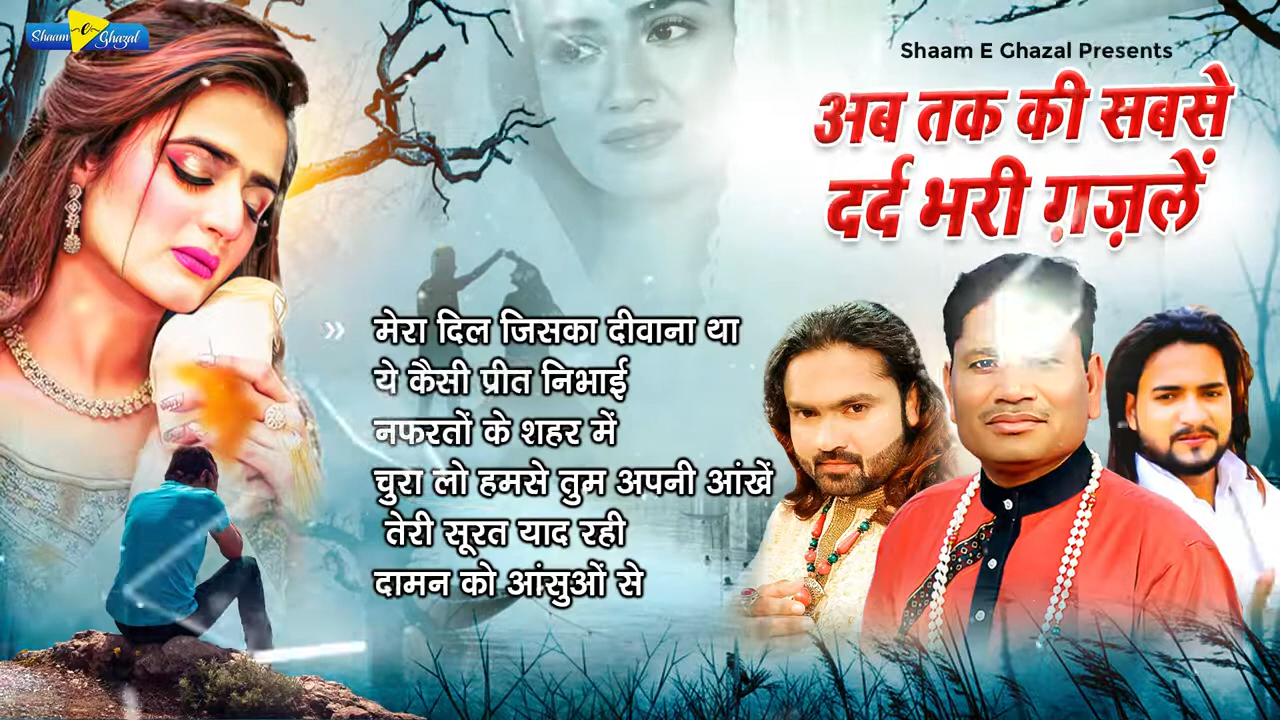 Shaam e Ghazal
Shaam E Ghazal Presents
अब तक की सबसे
दर्द भरी ग़ज़लें
» मेरा दिल जिसका दीवाना था
ये कैसी प्रीत निभाई
नफरतों के शहर में
चुरा लो हमसे तुम अपनी आंखें
तेरी सूरत याद रही
दामन को आंसुओं से